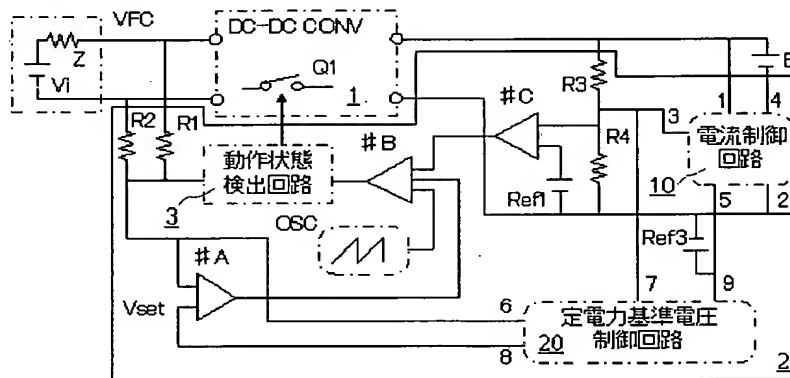 VFC
DC-DC CONV
Z
Vi
Q1
1
R3
E
R2
R1
#C
3
1
4
#B
R4
動作状態
検出回路
電流制御
回路
3
10
Ref1
5
2
OSC
Ref3
#A
7
9
Vset
6
定電力基準電圧
制御回路
20
8
2